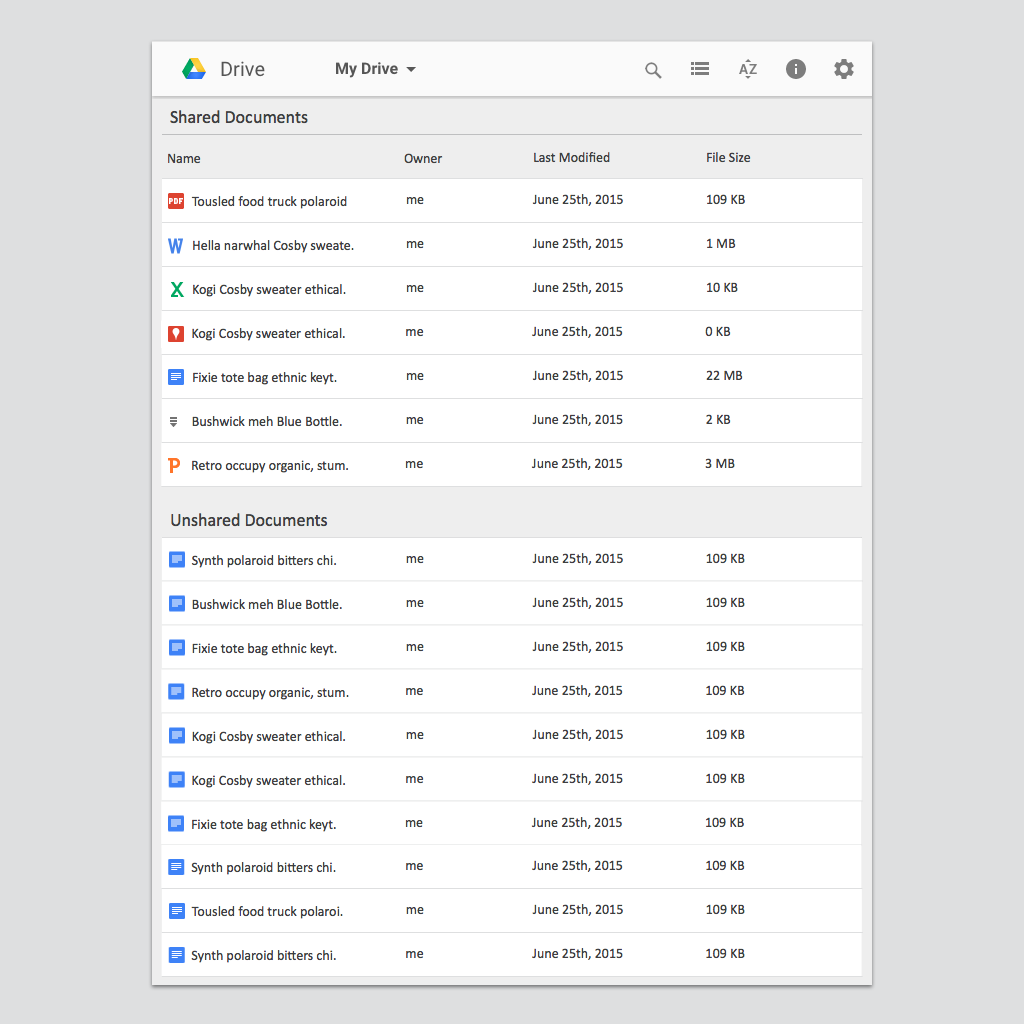 Drive My Drive AZ
Shared Documents
Name Owner Last Modified File Size
PDF Tousled food truck polaroid me June 25th, 2015 109 KB
W Hella narwhal Cosby sweate. me June 25th, 2015 1 MB
X Kogi Cosby sweater ethical. me June 25th, 2015 10 KB
Kogi Cosby sweater ethical. me June 25th, 2015 0 KB
Fixie tote bag ethnic keyt. me June 25th, 2015 22 MB
Bushwick meh Blue Bottle. me June 25th, 2015 2 KB
P Retro occupy organic, stum. me June 25th, 2015 3 MB
Unshared Documents
Synth polaroid bitters chi. me June 25th, 2015 109 KB
Bushwick meh Blue Bottle. me June 25th, 2015 109 KB
Fixie tote bag ethnic keyt. me June 25th, 2015 109 KB
Retro occupy organic, stum. me June 25th, 2015 109 KB
Kogi Cosby sweater ethical. me June 25th, 2015 109 KB
Kogi Cosby sweater ethical. me June 25th, 2015 109 KB
Fixie tote bag ethnic keyt. me June 25th, 2015 109 KB
Synth polaroid bitters chi. me June 25th, 2015 109 KB
Tousled food truck polaroi. me June 25th, 2015 109 KB
Synth polaroid bitters chi. me June 25th, 2015 109 KB